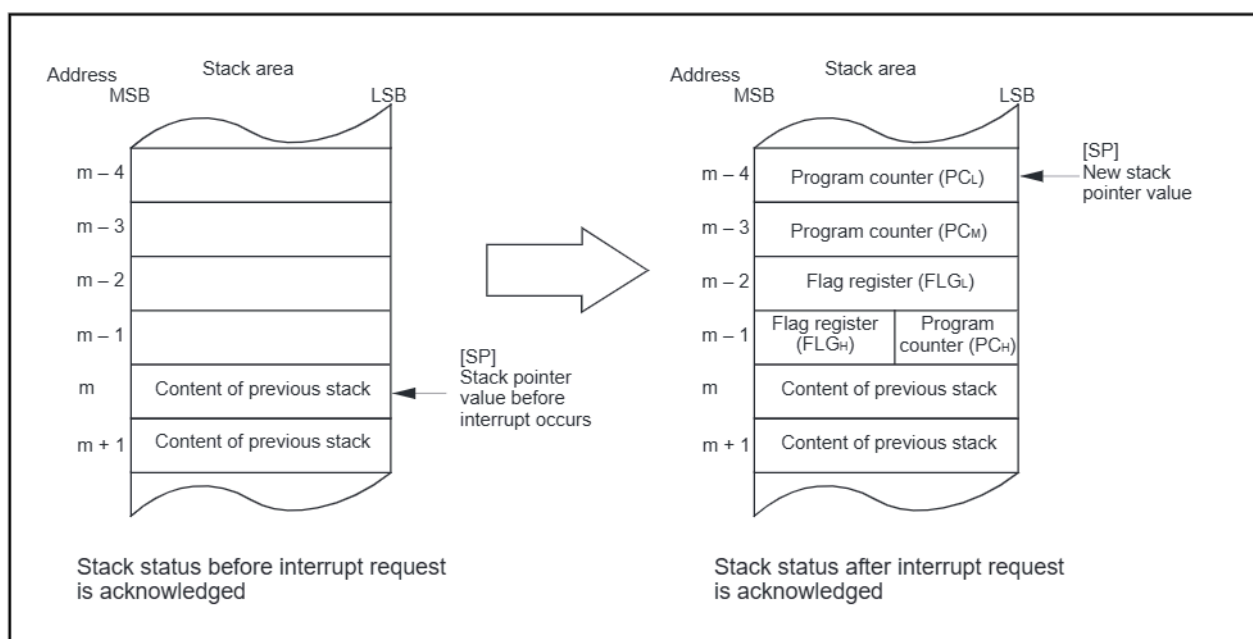 Address
Stack area
MSB
LSB
m – 4
m – 3
m – 2
m – 1
m
Content of previous stack
m + 1
Content of previous stack
[SP]
Stack pointer
value before
interrupt occurs
Stack status before interrupt request
is acknowledged
Address
Stack area
MSB
LSB
m – 4
Program counter (PCL)
[SP]
New stack
pointer value
m – 3
Program counter (PCM)
m – 2
Flag register (FLGL)
m – 1
Flag register
(FLGH)
Program
counter (PCH)
m
Content of previous stack
m + 1
Content of previous stack
Stack status after interrupt request
is acknowledged